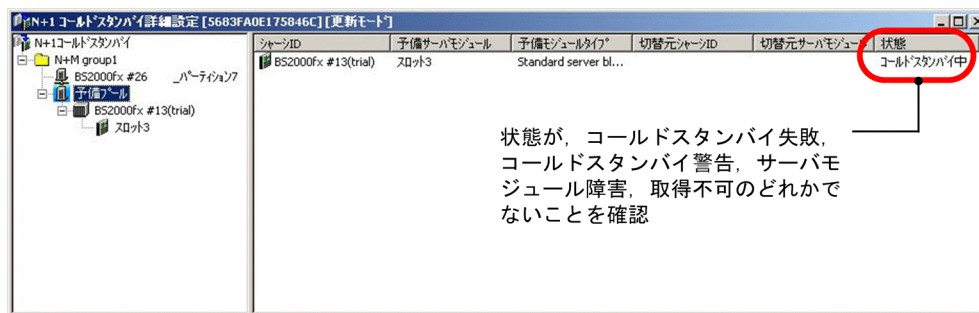 N+1 ｺｰﾙﾄﾞｽﾀﾝﾊﾞｲ詳細設定 [5683FA0E175846C] [更新ﾓｰﾄﾞ]
N+1ｺｰﾙﾄﾞｽﾀﾝﾊﾞｲ
N+M group1
BS2000fx #26 _ﾊﾟｰﾃｨｼｮﾝ7
予備ﾌﾟｰﾙ
BS2000fx #13(trial)
ｽﾛｯﾄ3
ｼｬｰｼID 予備ｻｰﾊﾞﾓｼﾞｭｰﾙ 予備ﾓｼﾞｭｰﾙﾀｲﾌﾟ 切替元ｼｬｰｼID 切替元ｻｰﾊﾞﾓｼﾞｭｰﾙ 状態
BS2000fx #13(trial) ｽﾛｯﾄ3 Standard server bl... ｺｰﾙﾄﾞｽﾀﾝﾊﾞｲ中
状態が，コールドスタンバイ失敗，
コールドスタンバイ警告，サーバモ
ジュール障害，取得不可のどれかで
ないことを確認